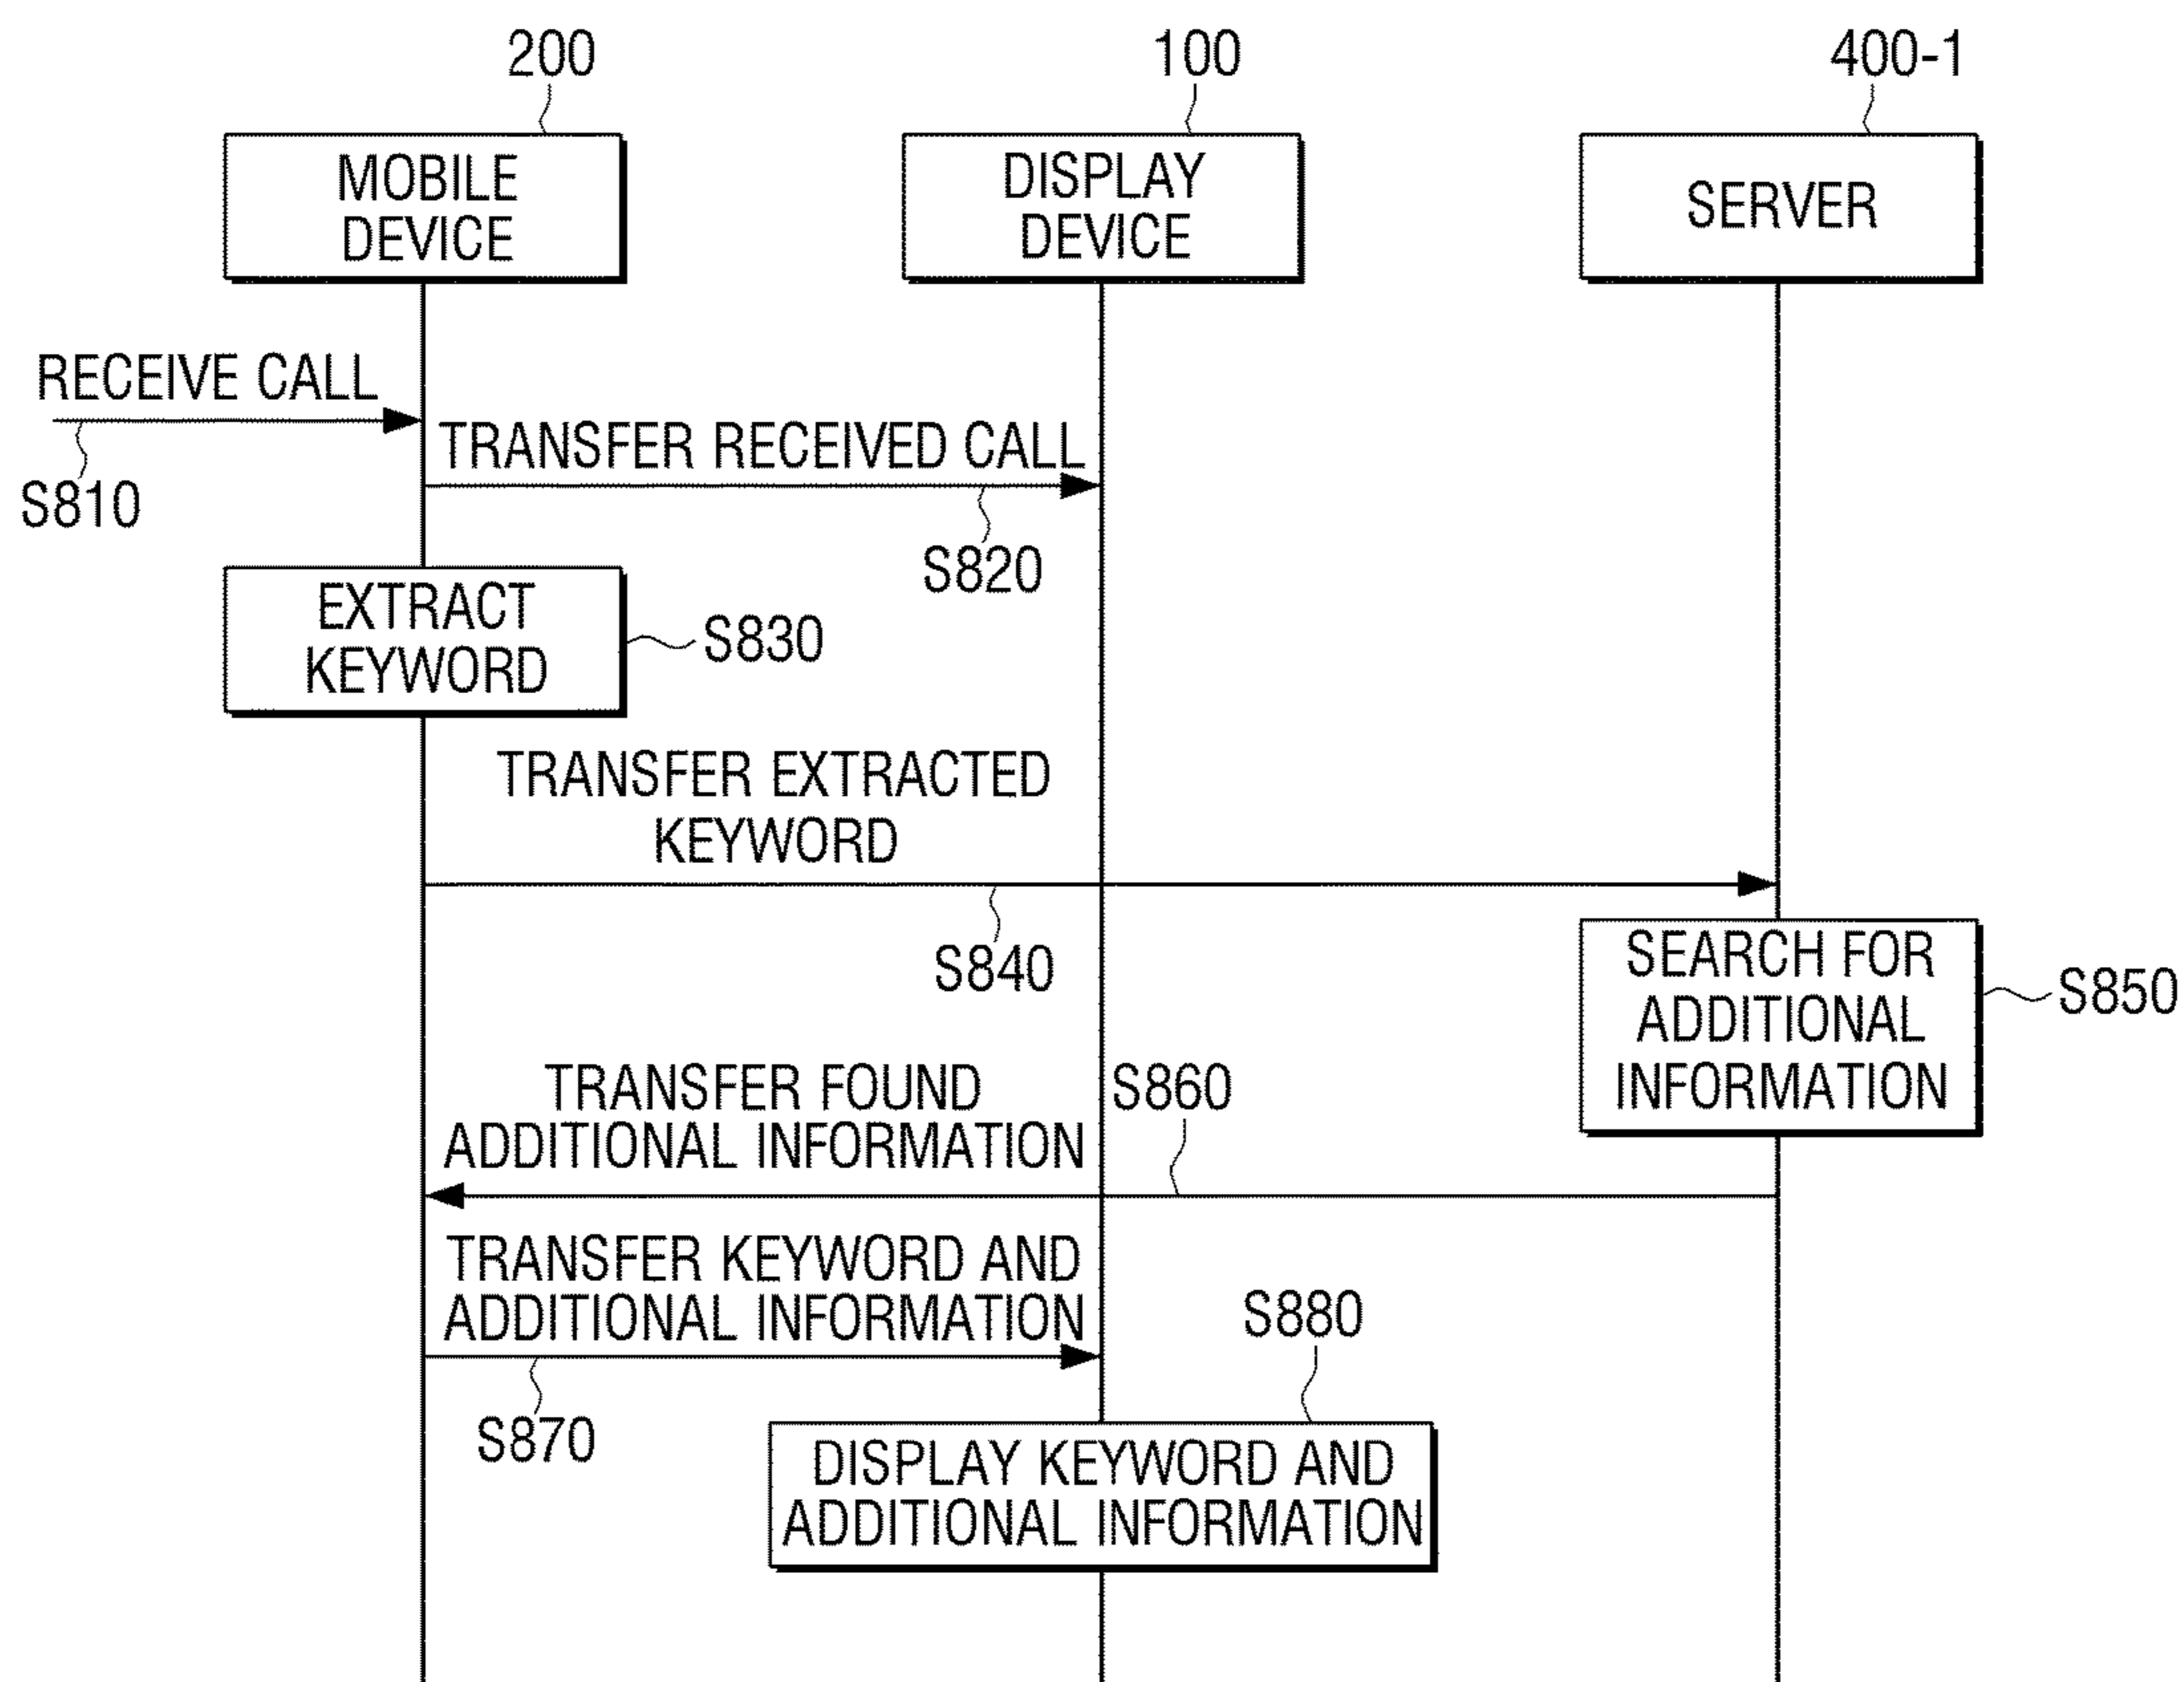 200
100
400-1
MOBILE
DEVICE
DISPLAY
DEVICE
SERVER
RECEIVE CALL
S810
TRANSFER RECEIVED CALL
S820
EXTRACT
KEYWORD
S830
TRANSFER EXTRACTED
KEYWORD
S840
SEARCH FOR
ADDITIONAL
INFORMATION
S850
TRANSFER FOUND
ADDITIONAL INFORMATION
S860
TRANSFER KEYWORD AND
ADDITIONAL INFORMATION
S870
S880
DISPLAY KEYWORD AND
ADDITIONAL INFORMATION